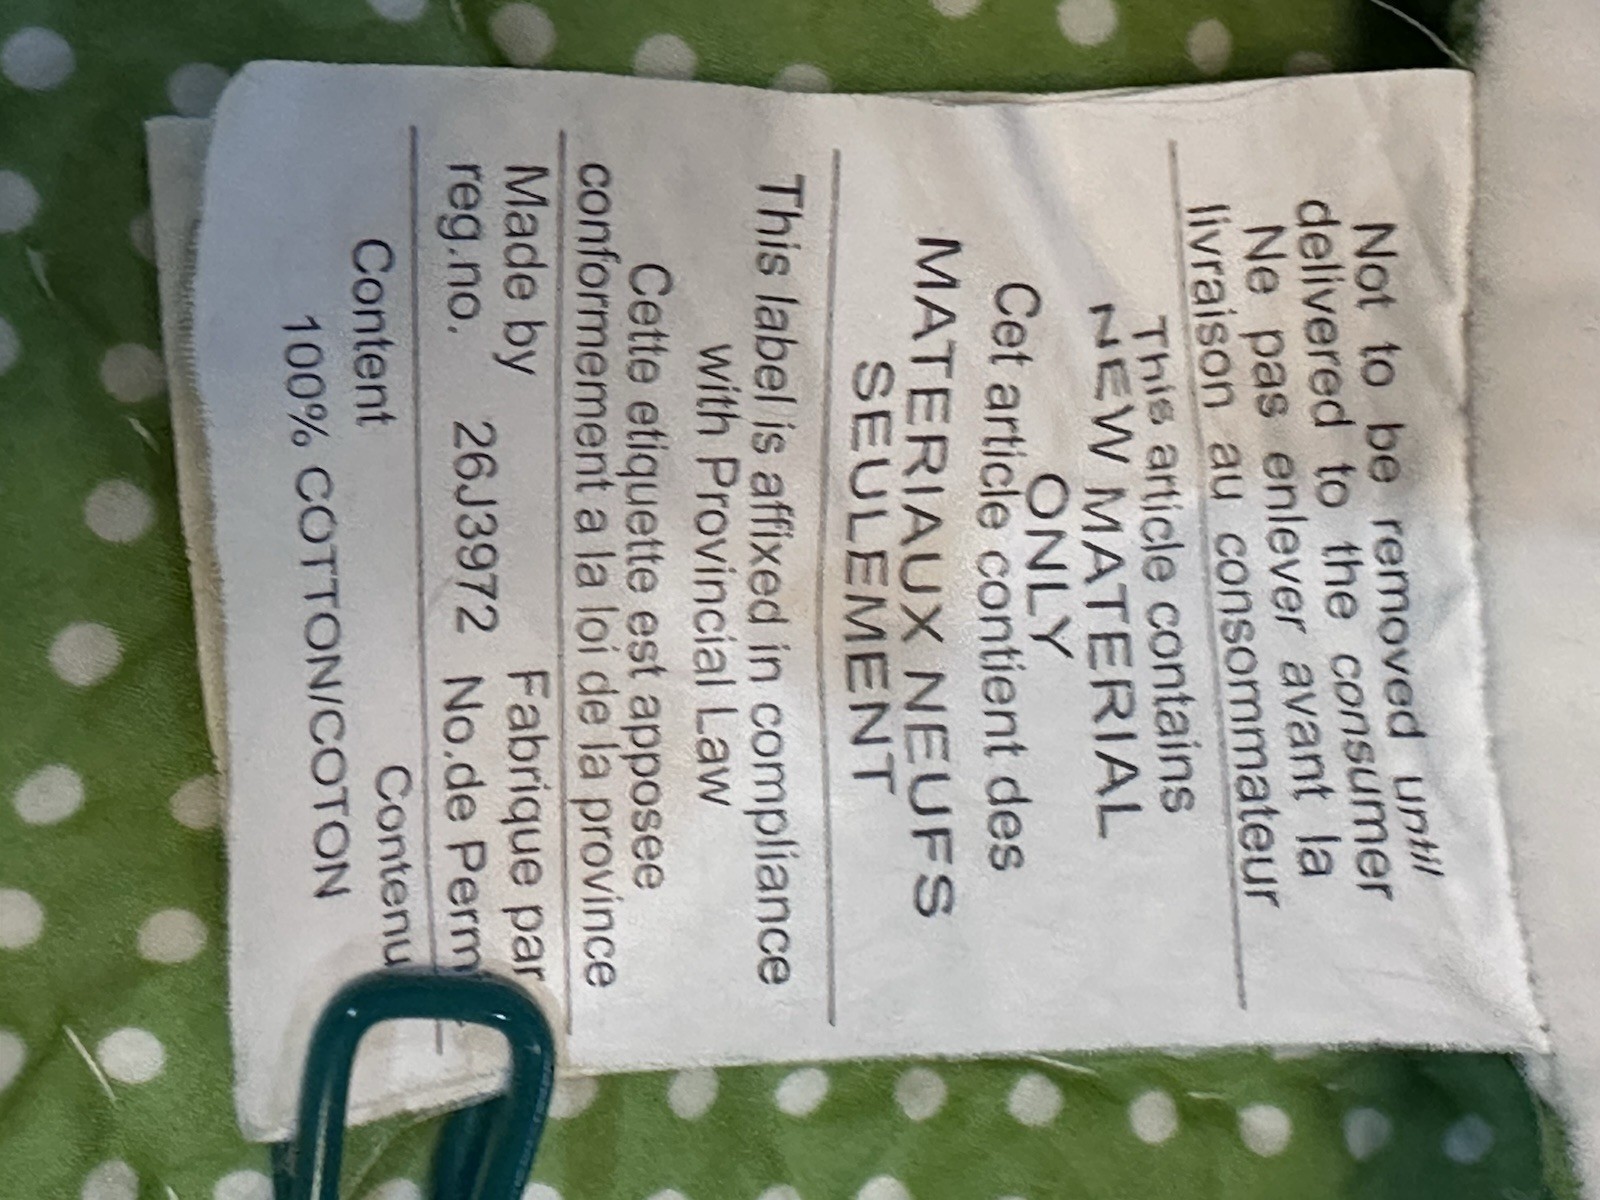 Not to be removed until
delivered to the consumer
Ne pas enlever avant la
livraison au consommateur
This article contains
NEW MATERIAL
ONLY
Cet article contient des
MATERIAUX NEUFS
SEULEMENT
This label is affixed in compliance
with Provincial Law
Cette etiquette est apposee
conformement a la loi de la province
Made by Fabrique par
reg.no. 26J3972 No.de Perm
Content Contenu
100% COTTON/COTON